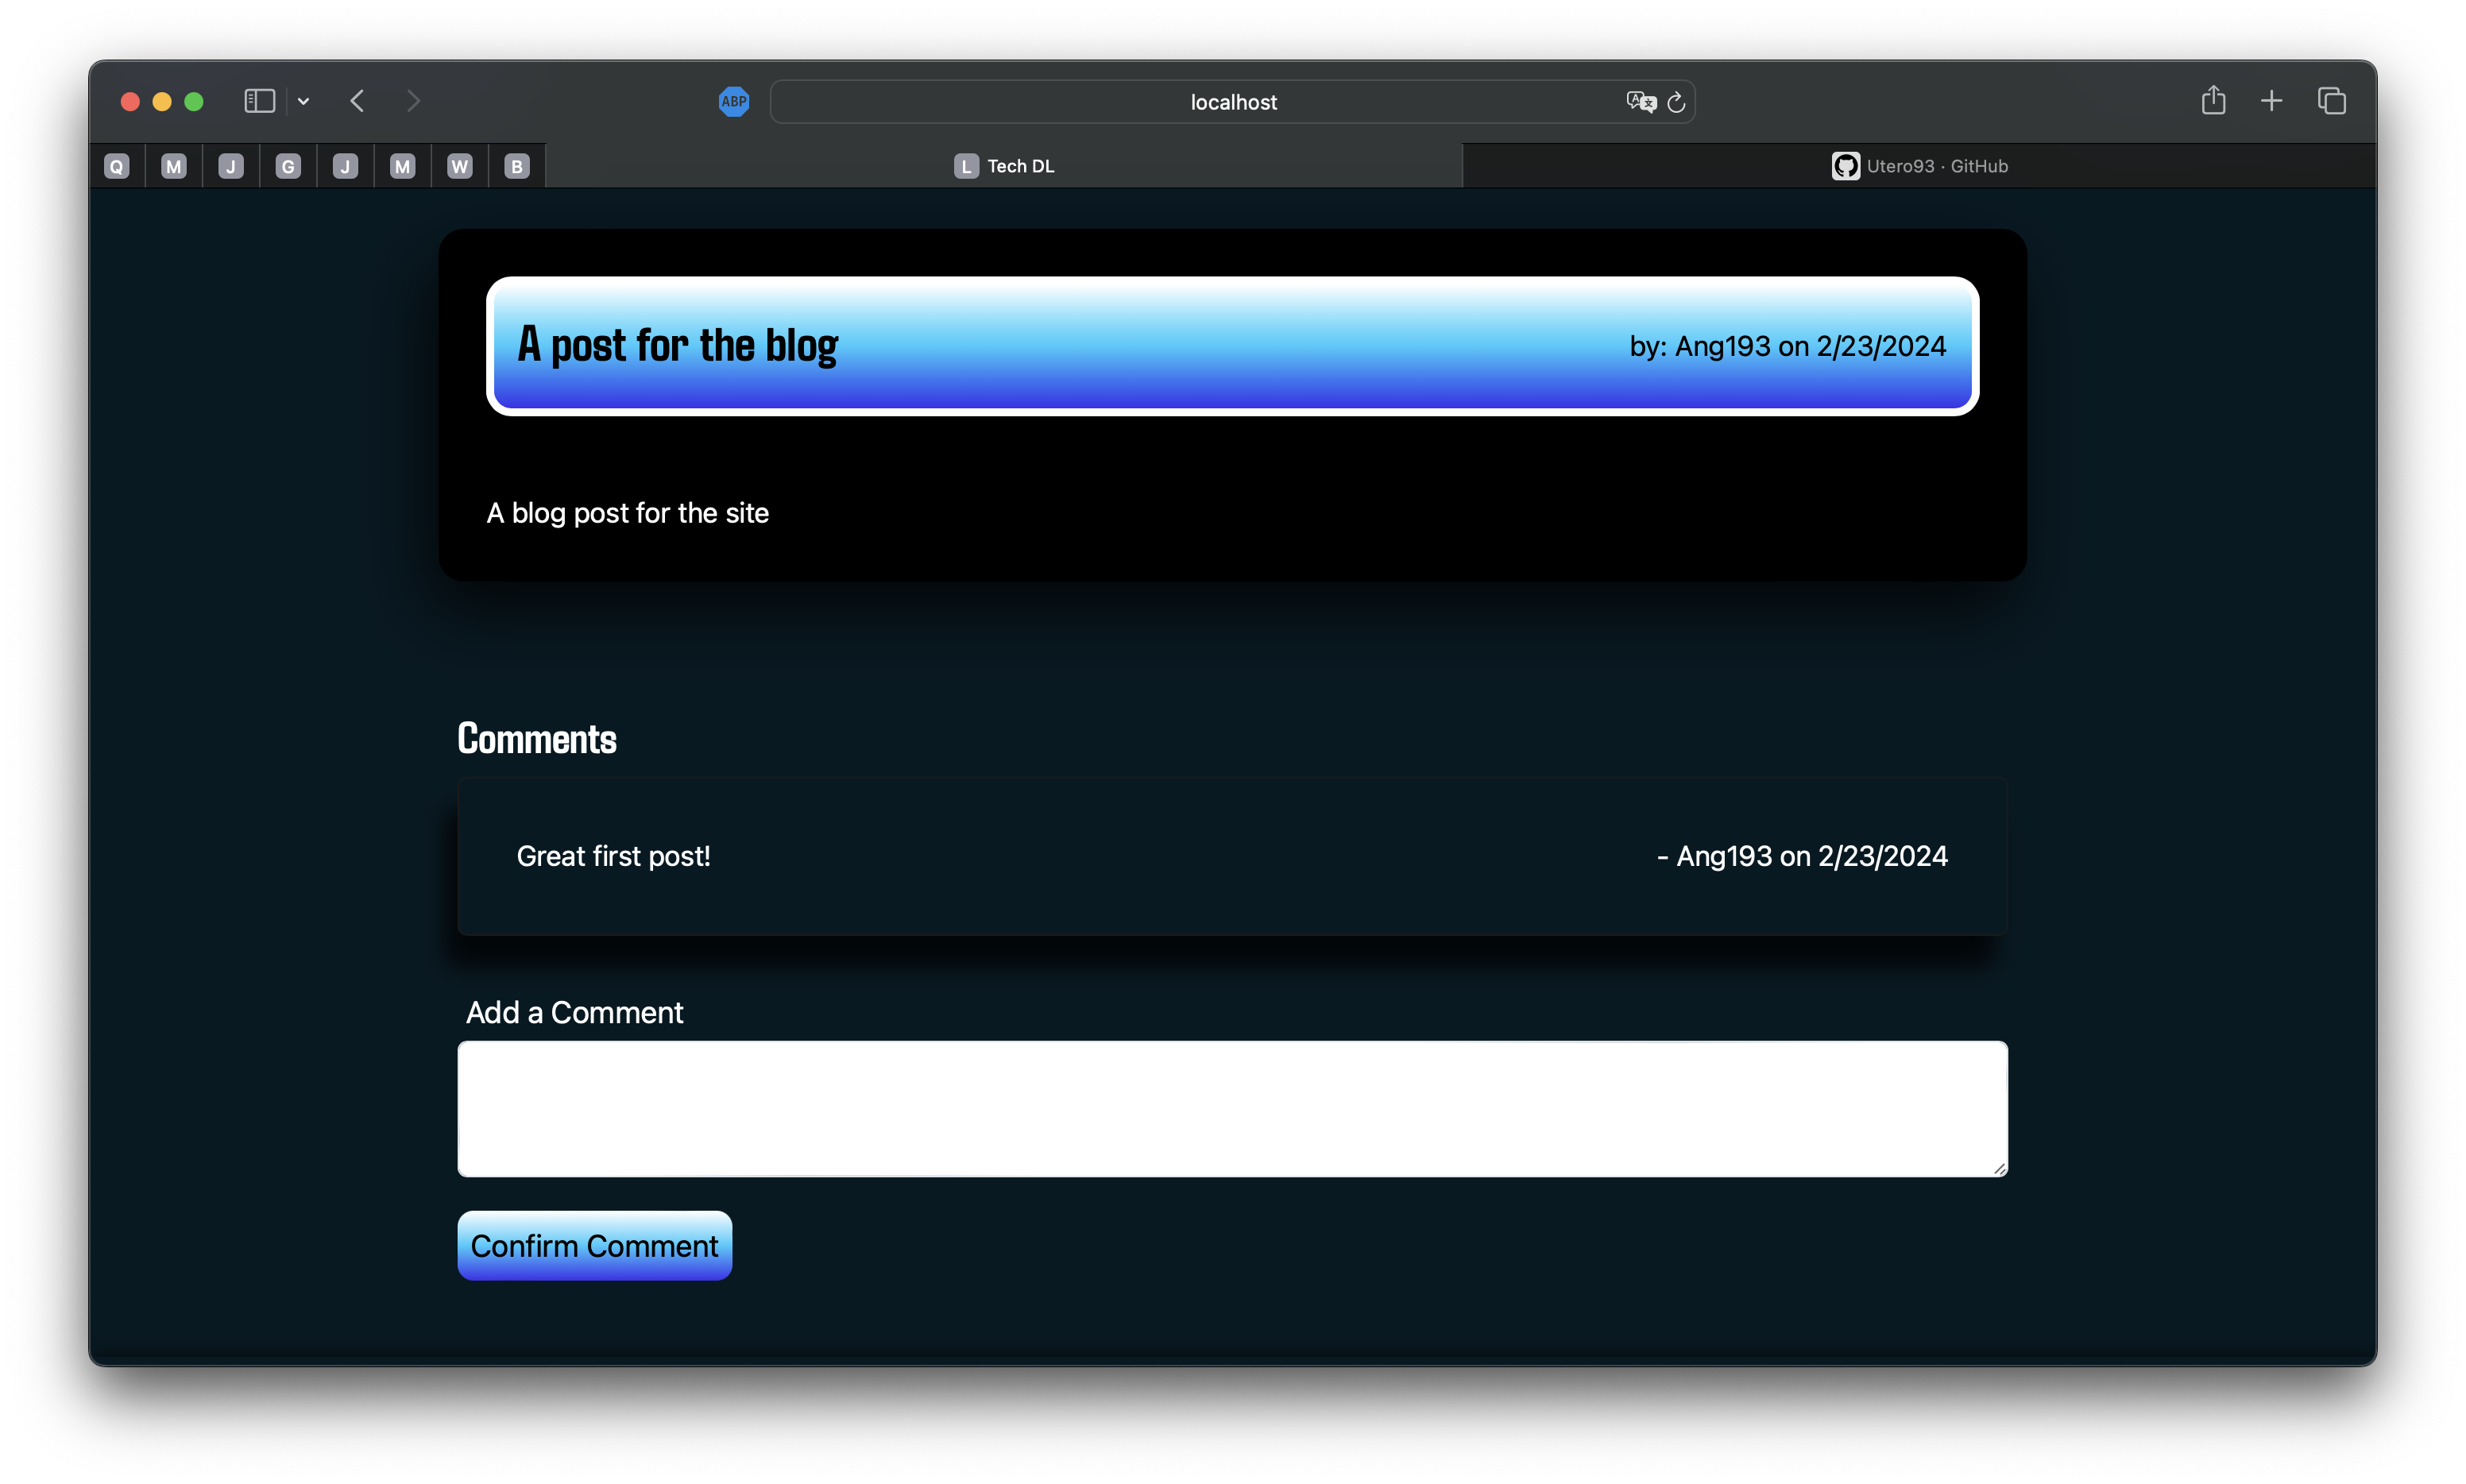 ABP
localhost
Q M J G J M W B L Tech DL Utero93 · GitHub
A post for the blog by: Ang193 on 2/23/2024
A blog post for the site
Comments
Great first post! - Ang193 on 2/23/2024
Add a Comment
Confirm Comment